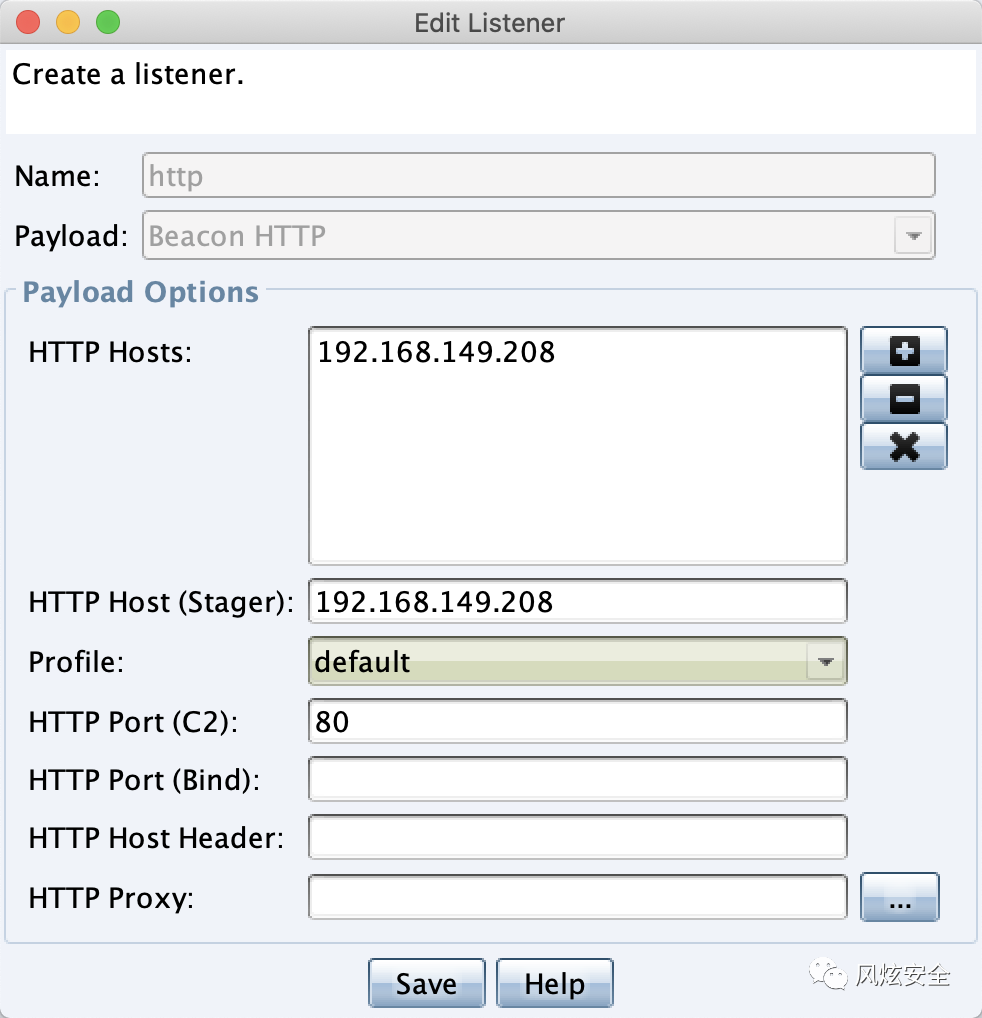 Edit Listener
Create a listener.
Name: http
Payload: Beacon HTTP
Payload Options
HTTP Hosts: 192.168.149.208
HTTP Host (Stager): 192.168.149.208
Profile: default
HTTP Port (C2): 80
HTTP Port (Bind):
HTTP Host Header:
HTTP Proxy: ...
Save Help
风炫安全